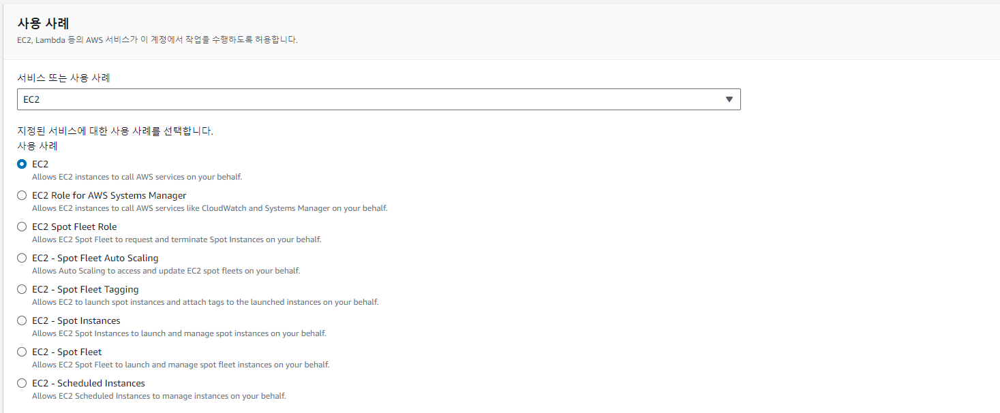 사용 사례
EC2, Lambda 등의 AWS 서비스가 이 계정에서 작업을 수행하도록 허용합니다.
서비스 또는 사용 사례
EC2
지정된 서비스에 대한 사용 사례를 선택합니다.
사용 사례
EC2
Allows EC2 instances to call AWS services on your behalf.
EC2 Role for AWS Systems Manager
Allows EC2 instances to call AWS services like CloudWatch and Systems Manager on your behalf.
EC2 Spot Fleet Role
Allows EC2 Spot Fleet to request and terminate Spot Instances on your behalf.
EC2 - Spot Fleet Auto Scaling
Allows Auto Scaling to access and update EC2 spot fleets on your behalf.
EC2 - Spot Fleet Tagging
Allows EC2 to launch spot instances and attach tags to the launched instances on your behalf.
EC2 - Spot Instances
Allows EC2 Spot Instances to launch and manage spot instances on your behalf.
EC2 - Spot Fleet
Allows EC2 Spot Fleet to launch and manage spot fleet instances on your behalf.
EC2 - Scheduled Instances
Allows EC2 Scheduled Instances to manage instances on your behalf.